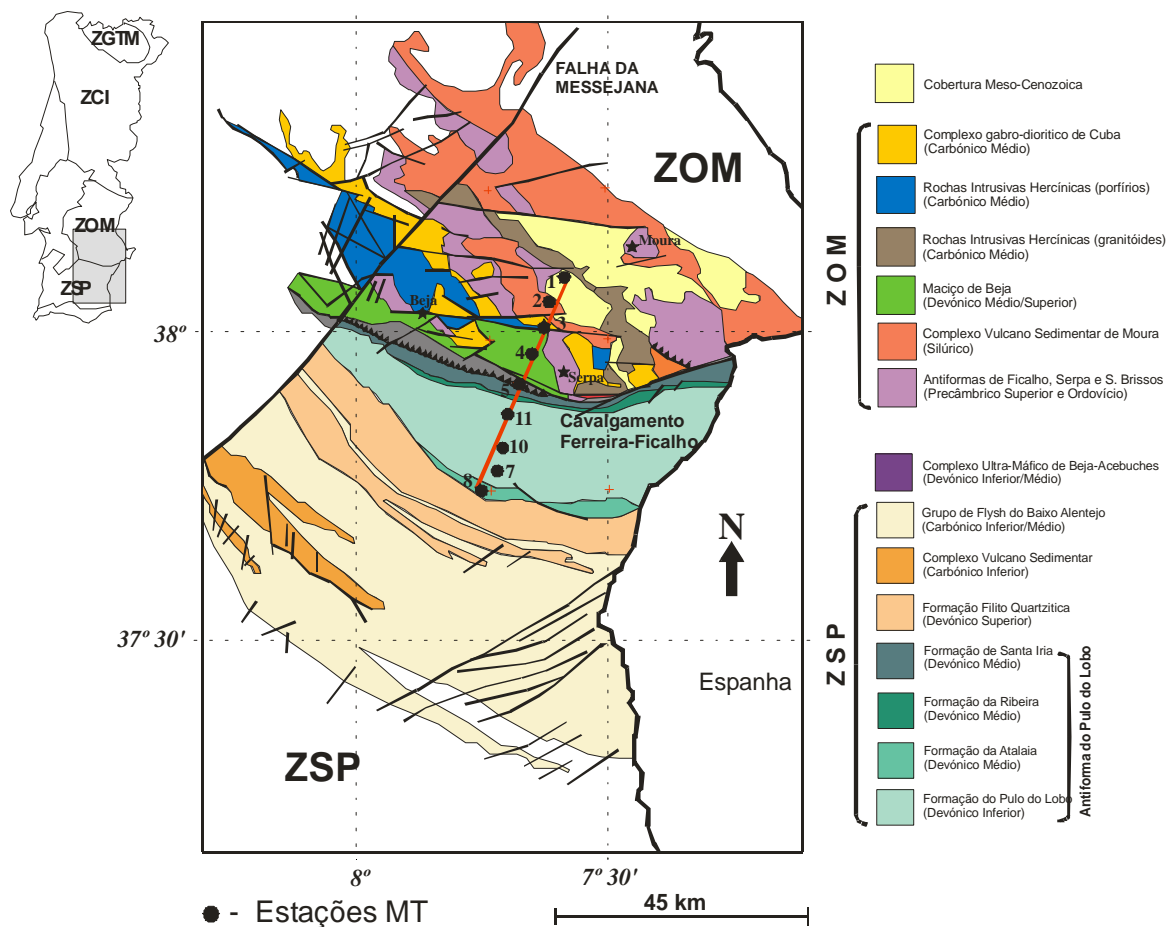 ZGTM
ZCI
ZOM
ZSP
FALHA DA
MESSEJANA
ZOM
Moura
1
2
3
Beja
38º
4
Serpa
5
11
Cavalgamento
Ferreira-Ficalho
10
7
8
N
37º 30'
Espanha
ZSP
8º
7º 30'
● - Estações MT
45 km
Cobertura Meso-Cenozoica
ZOM
Complexo gabro-diorítico de Cuba
(Carbónico Médio)
Rochas Intrusivas Hercínicas (porfírios)
(Carbónico Médio)
Rochas Intrusivas Hercínicas (granitóides)
(Carbónico Médio)
Maciço de Beja
(Devónico Médio/Superior)
Complexo Vulcano Sedimentar de Moura
(Silúrico)
Antiformas de Ficalho, Serpa e S. Brissos
(Precâmbrico Superior e Ordovício)
Complexo Ultra-Máfico de Beja-Acebuches
(Devónico Inferior/Médio)
ZSP
Grupo de Flysh do Baixo Alentejo
(Carbónico Inferior/Médio)
Complexo Vulcano Sedimentar
(Carbónico Inferior)
Formação Filito Quartzitica
(Devónico Superior)
Formação de Santa Iria
(Devónico Médio)
Formação da Ribeira
(Devónico Médio)
Formação da Atalaia
(Devónico Médio)
Formação do Pulo do Lobo
(Devónico Inferior)
Antiforma do Pulo do Lobo